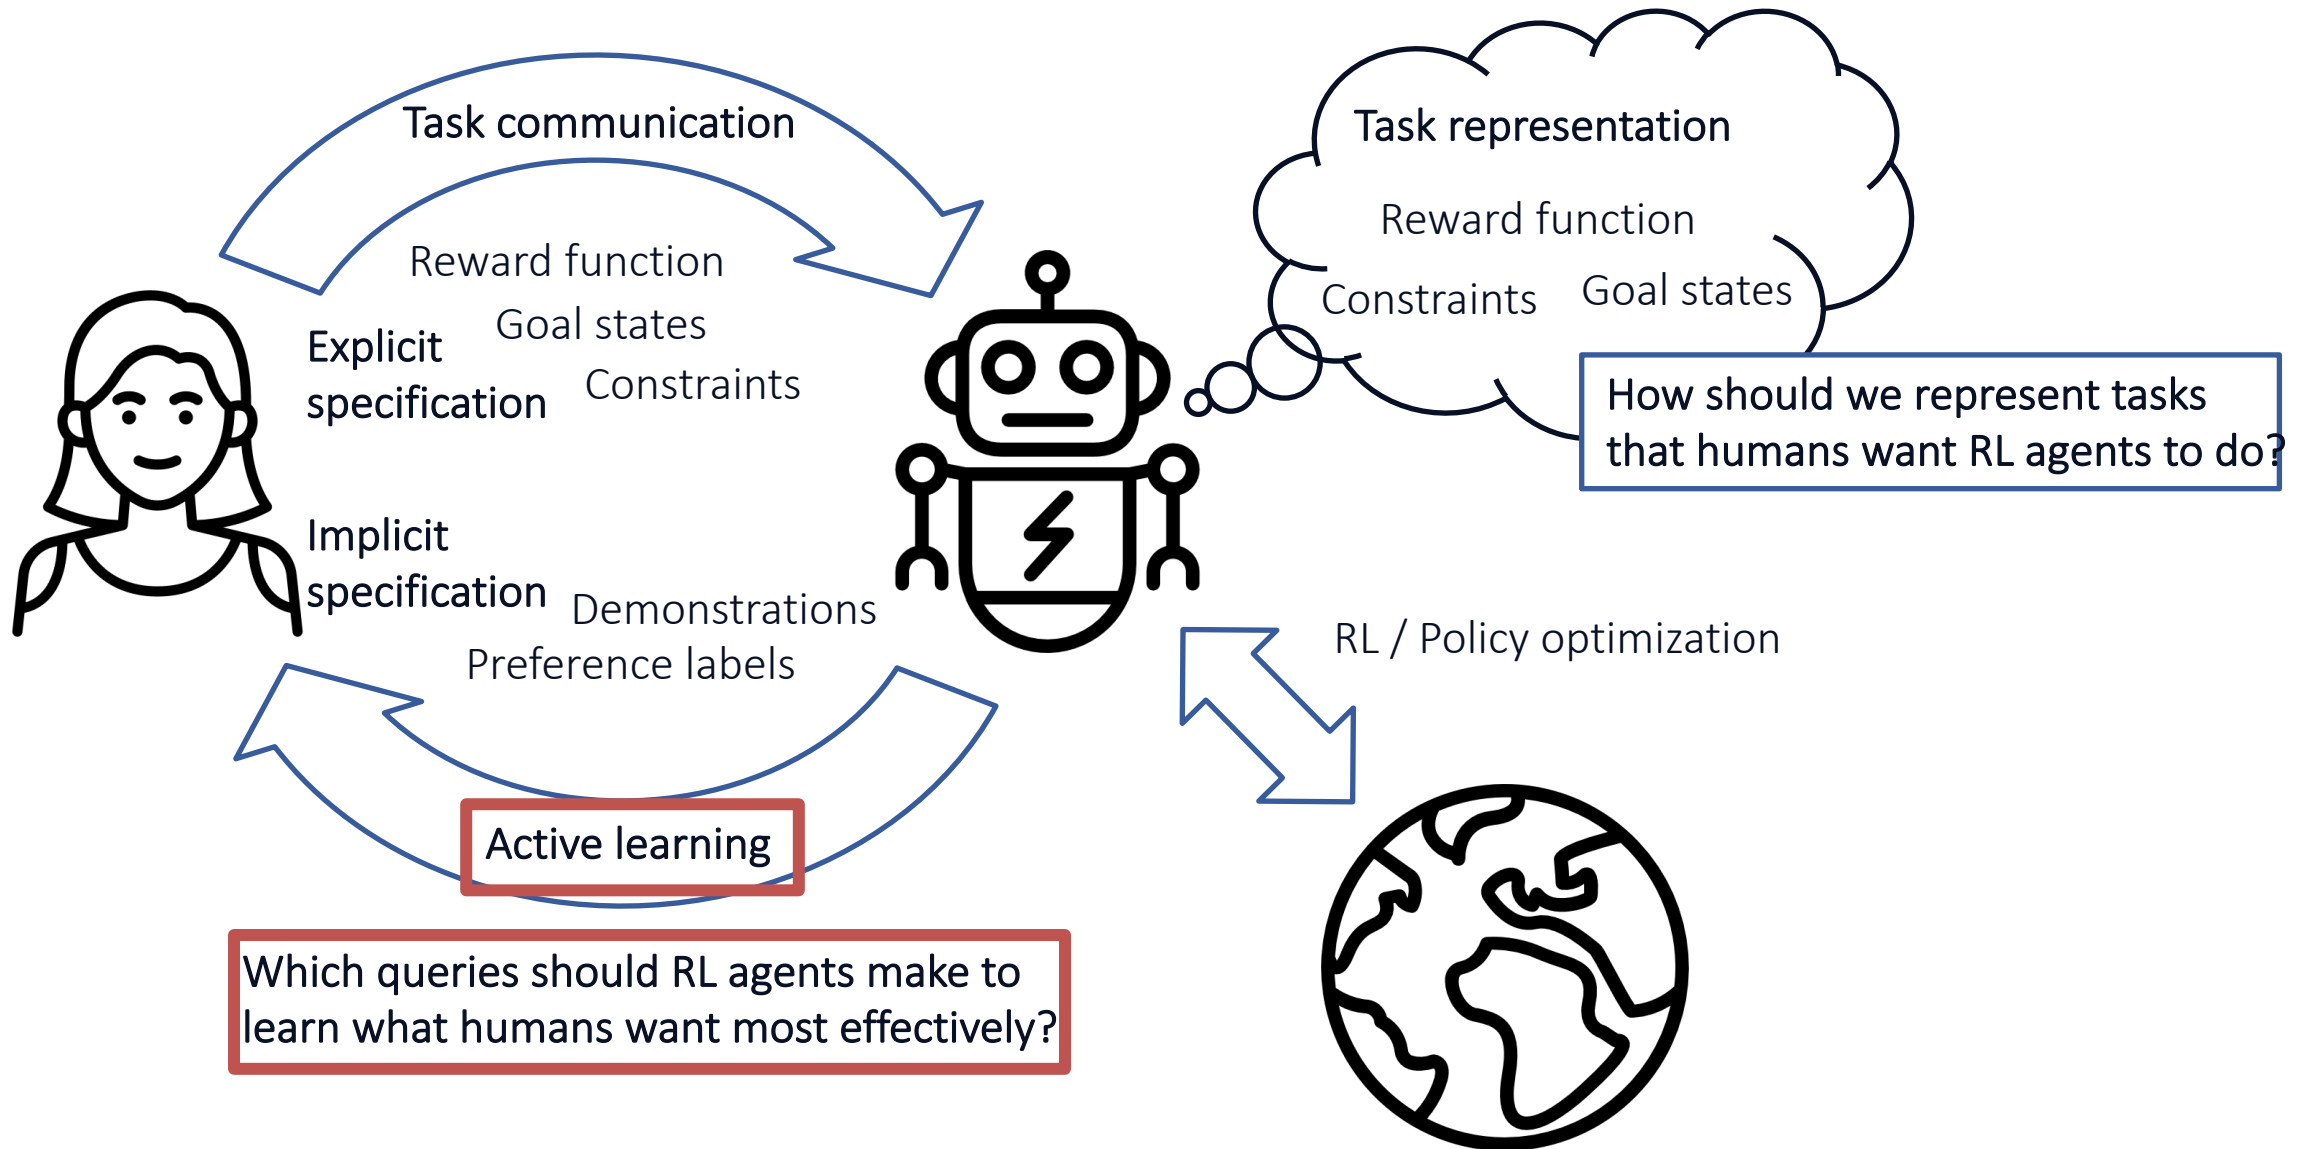 Task communication
Reward function
Goal states
Explicit
specification
Constraints
Implicit
specification
Demonstrations
Preference labels
Active learning
Which queries should RL agents make to
learn what humans want most effectively?
Task representation
Reward function
Constraints
Goal states
How should we represent tasks
that humans want RL agents to do?
RL / Policy optimization